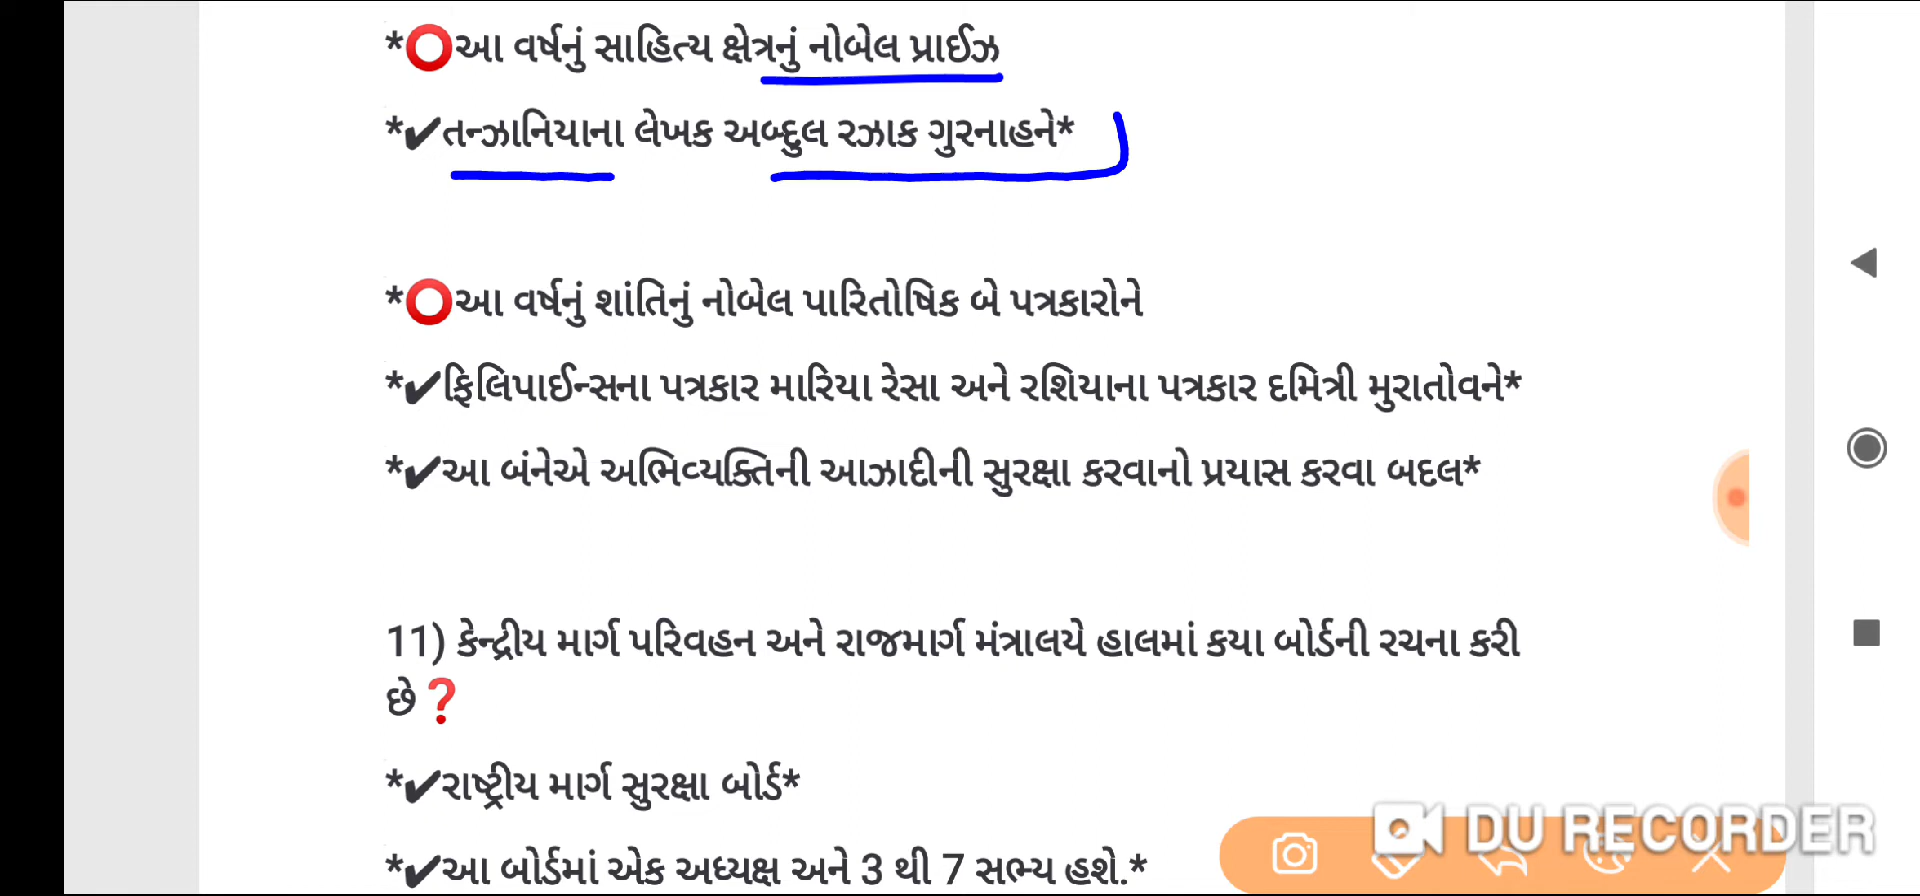 *⭕આ વર્ષનું સાહિત્ય ક્ષેત્રનું નોબેલ પ્રાઈઝ
*✔તન્ઝાનિયાના લેખક અબ્દુલ રઝાક ગુરનાહને*
*⭕આ વર્ષનું શાંતિનું નોબેલ પારિતોષિક બે પત્રકારોને
*✔ફિલિપાઈન્સના પત્રકાર મારિયા રેસા અને રશિયાના પત્રકાર દમિત્રી મુરાતોવને*
*✔આ બંનેએ અભિવ્યક્તિની આઝાદીની સુરક્ષા કરવાનો પ્રયાસ કરવા બદલ*
11) કેન્દ્રીય માર્ગ પરિવહન અને રાજમાર્ગ મંત્રાલયે હાલમાં કયા બોર્ડની રચના કરી
છે❓
*✔રાષ્ટ્રીય માર્ગ સુરક્ષા બોર્ડ*
*✔આ બોર્ડમાં એક અધ્યક્ષ અને 3 થી 7 સભ્ય હશે.*
DU RECORDER